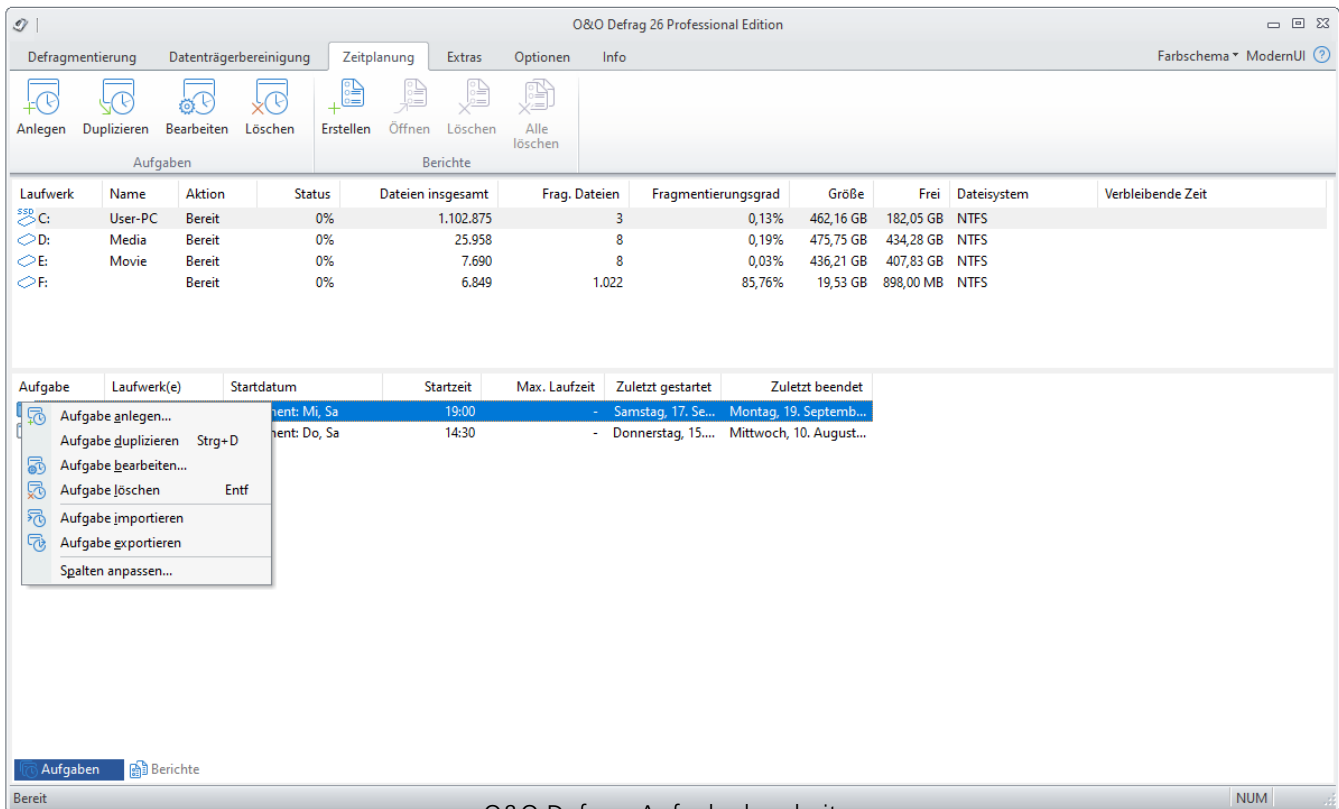 O&O Defrag 26 Professional Edition
Defragmentierung Datenträgerbereinigung Zeitplanung Extras Optionen Info Farbschema ModernUI ?
Anlegen Duplizieren Bearbeiten Löschen Erstellen Öffnen Löschen Alle löschen
Aufgaben Berichte
Laufwerk Name Aktion Status Dateien insgesamt Frag. Dateien Fragmentierungsgrad Größe Frei Dateisystem Verbleibende Zeit
SSD C: User-PC Bereit 0% 1.102.875 3 0,13% 462,16 GB 182,05 GB NTFS
D: Media Bereit 0% 25.958 8 0,19% 475,75 GB 434,28 GB NTFS
E: Movie Bereit 0% 7.690 8 0,03% 436,21 GB 407,83 GB NTFS
F: Bereit 0% 6.849 1.022 85,76% 19,53 GB 898,00 MB NTFS
Aufgabe Laufwerk(e) Startdatum Startzeit Max. Laufzeit Zuletzt gestartet Zuletzt beendet
ment: Mi, Sa 19:00 - Samstag, 17. Se... Montag, 19. Septemb...
ment: Do, Sa 14:30 - Donnerstag, 15.... Mittwoch, 10. August...
Aufgabe anlegen...
Aufgabe duplizieren Strg+D
Aufgabe bearbeiten...
Aufgabe löschen Entf
Aufgabe importieren
Aufgabe exportieren
Spalten anpassen...
Aufgaben Berichte
Bereit NUM